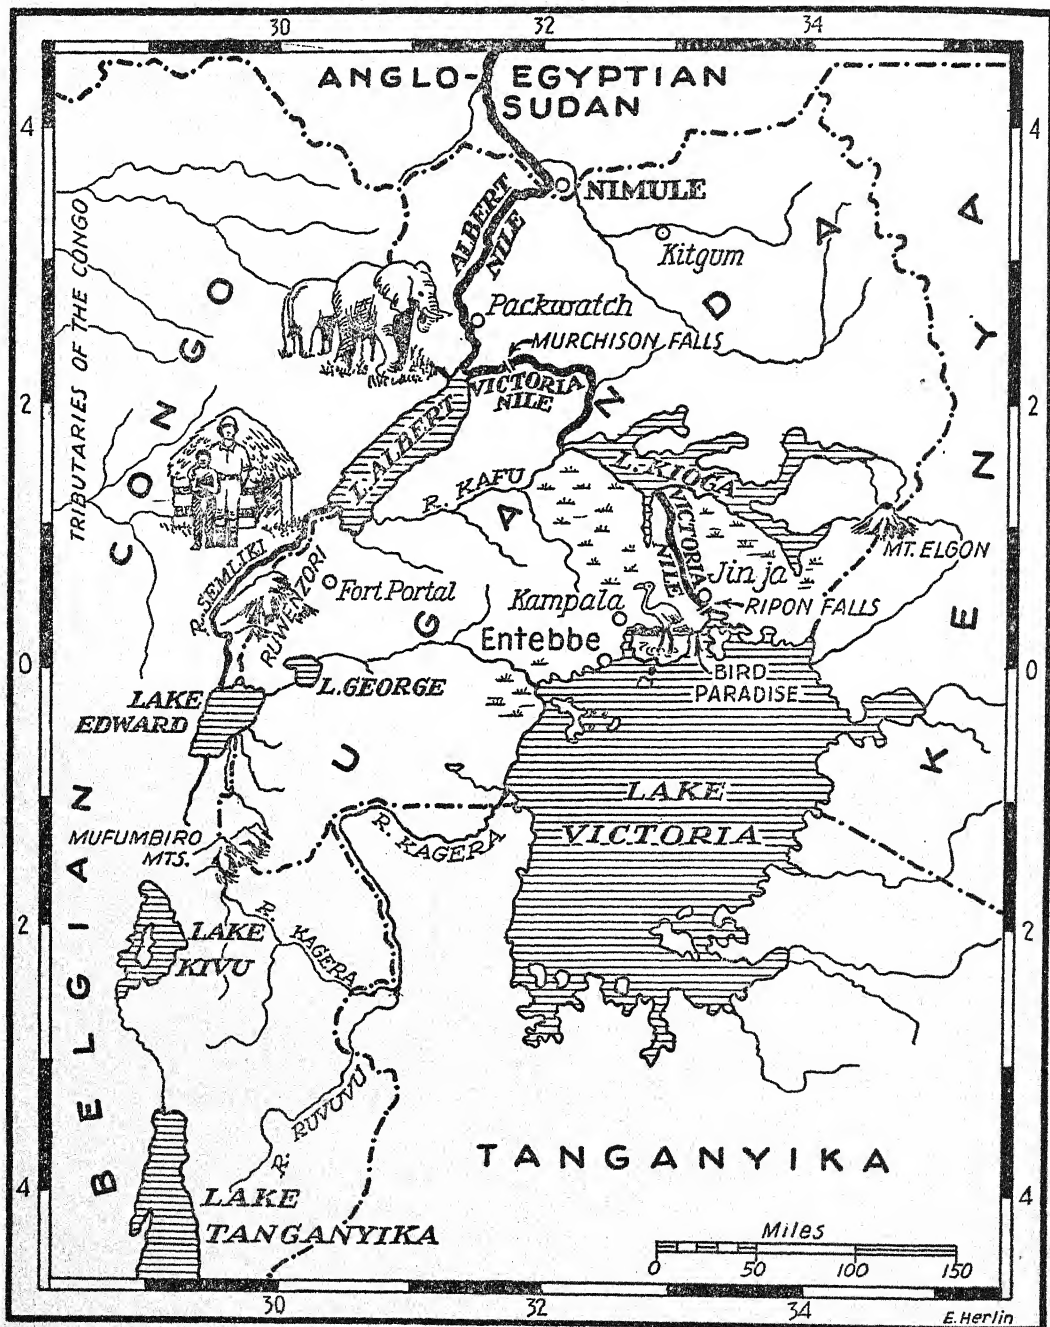 30 32 34
ANGLO-EGYPTIAN
SUDAN
4 4
NIMULE
ALBERT
NILE
Kitgum
TRIBUTARIES OF THE CONGO
Packwatch
MURCHISON FALLS
VICTORIA
NILE
2 2
L. ALBERT
L. KIOGA
R. KAFU
VICTORIA
NILE
MT. ELGON
R. SEMLIKI
RUWENZORI
Fort Portal
Jinja
Kampala
RIPON FALLS
Entebbe
0 0
BIRD
PARADISE
L. GEORGE
LAKE
EDWARD
UGANDA
KENYA
BELGIAN CONGO
LAKE
VICTORIA
MUFUMBIRO
MTS.
R. KAGERA
R. KAGERA
2 2
LAKE
KIVU
R. RUVUVU
TANGANYIKA
4 4
LAKE
TANGANYIKA
Miles
0 50 100 150
30 32 34
E. Herlin